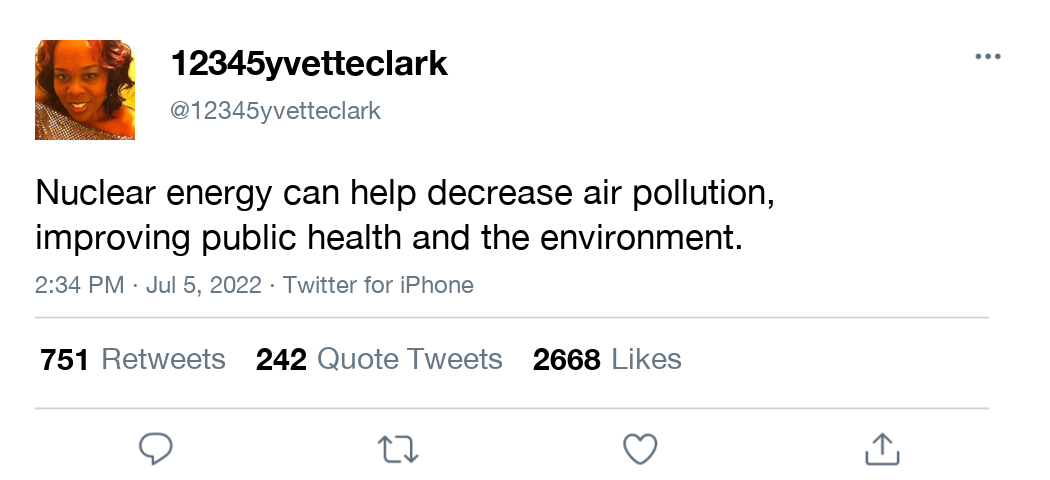 12345yvetteclark
@12345yvetteclark
Nuclear energy can help decrease air pollution,
improving public health and the environment.
2:34 PM · Jul 5, 2022 · Twitter for iPhone
751 Retweets 242 Quote Tweets 2668 Likes